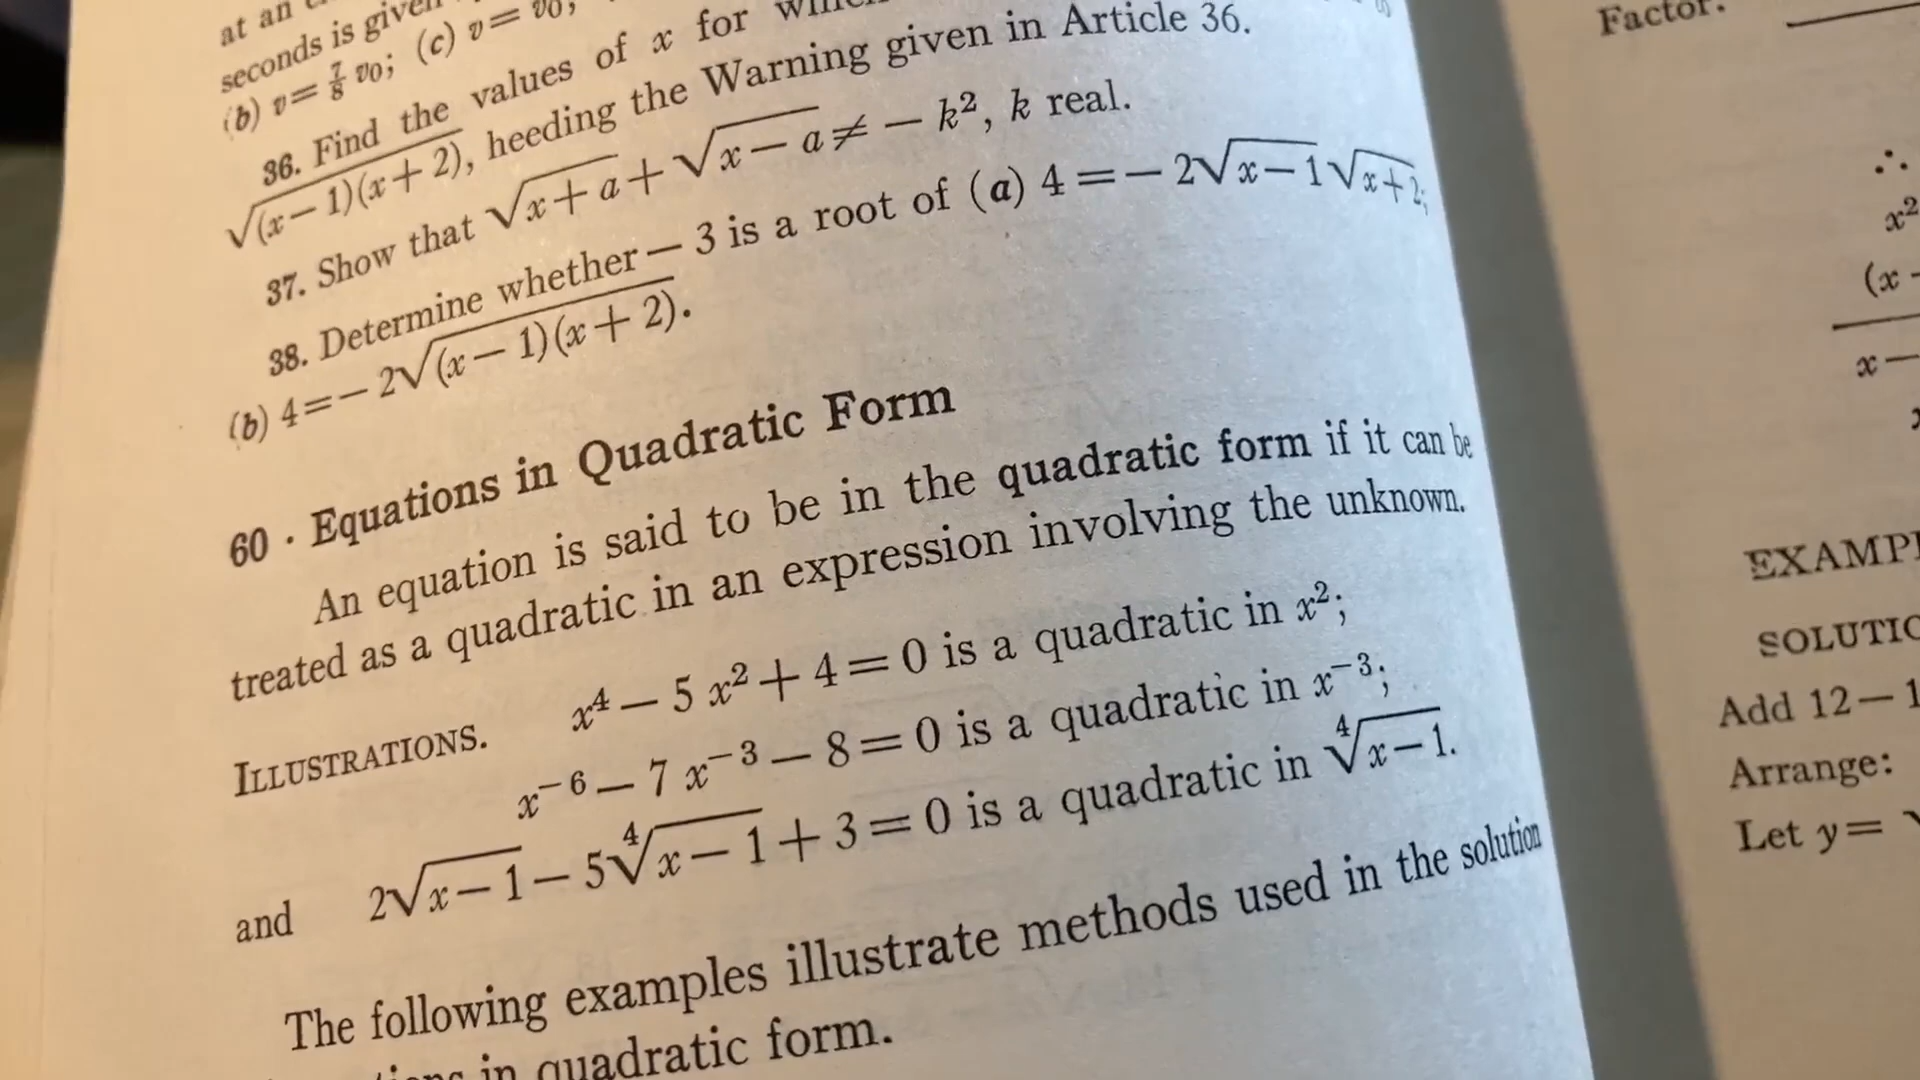 at an
seconds is given
(b) v = 7/8 v₀; (c) v = v₀;
36. Find the values of x for
√(x − 1)(x + 2), heeding the Warning given in Article 36.
37. Show that √x + a + √x − a ≠ − k², k real.
38. Determine whether − 3 is a root of (a) 4 = − 2√x − 1 √x + 2;
(b) 4 = − 2√(x − 1)(x + 2).
60 · Equations in Quadratic Form
An equation is said to be in the quadratic form if it can be
treated as a quadratic in an expression involving the unknown.
ILLUSTRATIONS. x⁴ − 5 x² + 4 = 0 is a quadratic in x²;
x⁻⁶ − 7 x⁻³ − 8 = 0 is a quadratic in x⁻³;
and 2√x − 1 − 5∜x − 1 + 3 = 0 is a quadratic in ∜x − 1.
The following examples illustrate methods used in the solution
in quadratic form.
Factor.
∴
x²
(x −
x −
EXAMP
SOLUTIO
Add 12 − 1
Arrange:
Let y = √